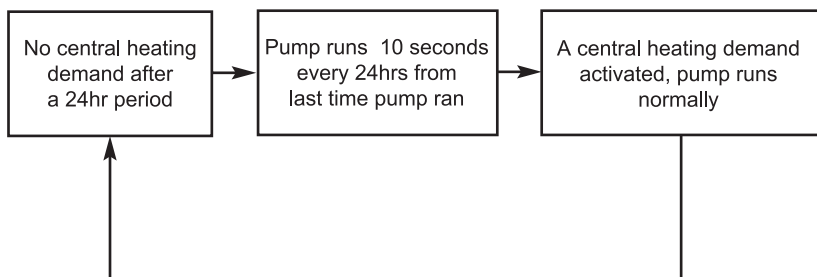 No central heating
demand after
a 24hr period
Pump runs 10 seconds
every 24hrs from
last time pump ran
A central heating demand
activated, pump runs
normally